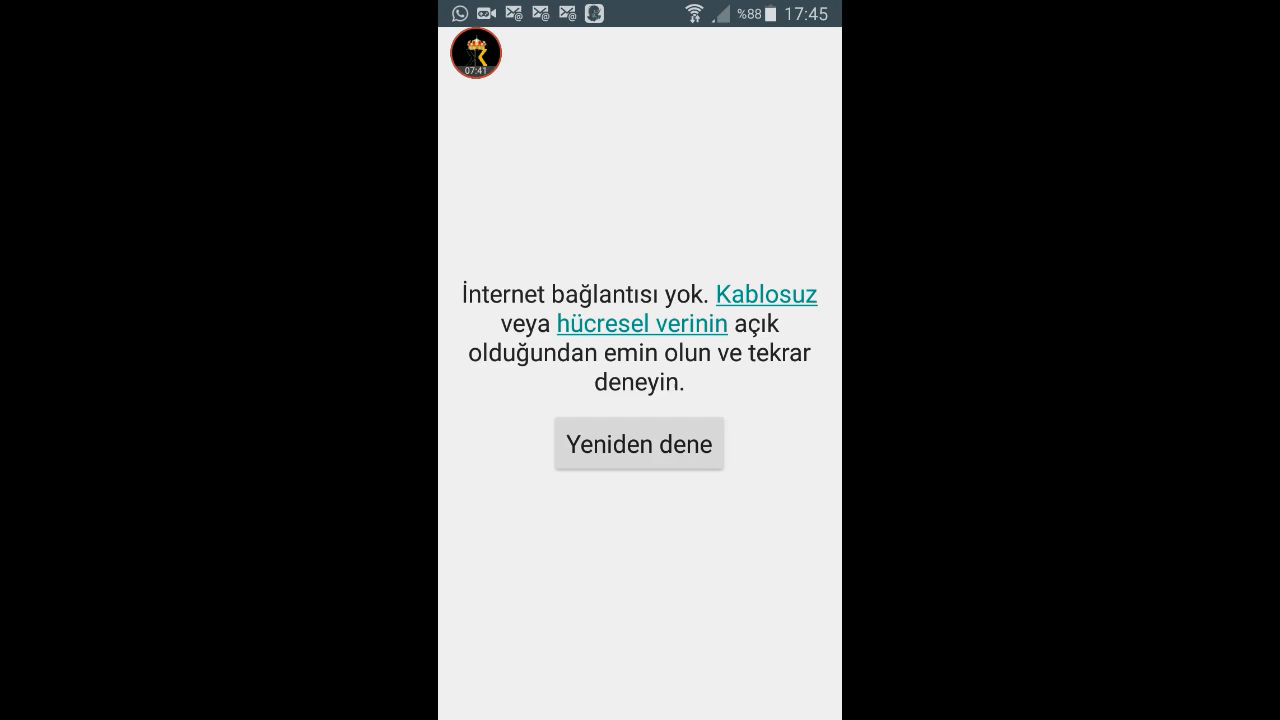 %88 17:45
07:41
İnternet bağlantısı yok. Kablosuz
veya hücresel verinin açık
olduğundan emin olun ve tekrar
deneyin.
Yeniden dene